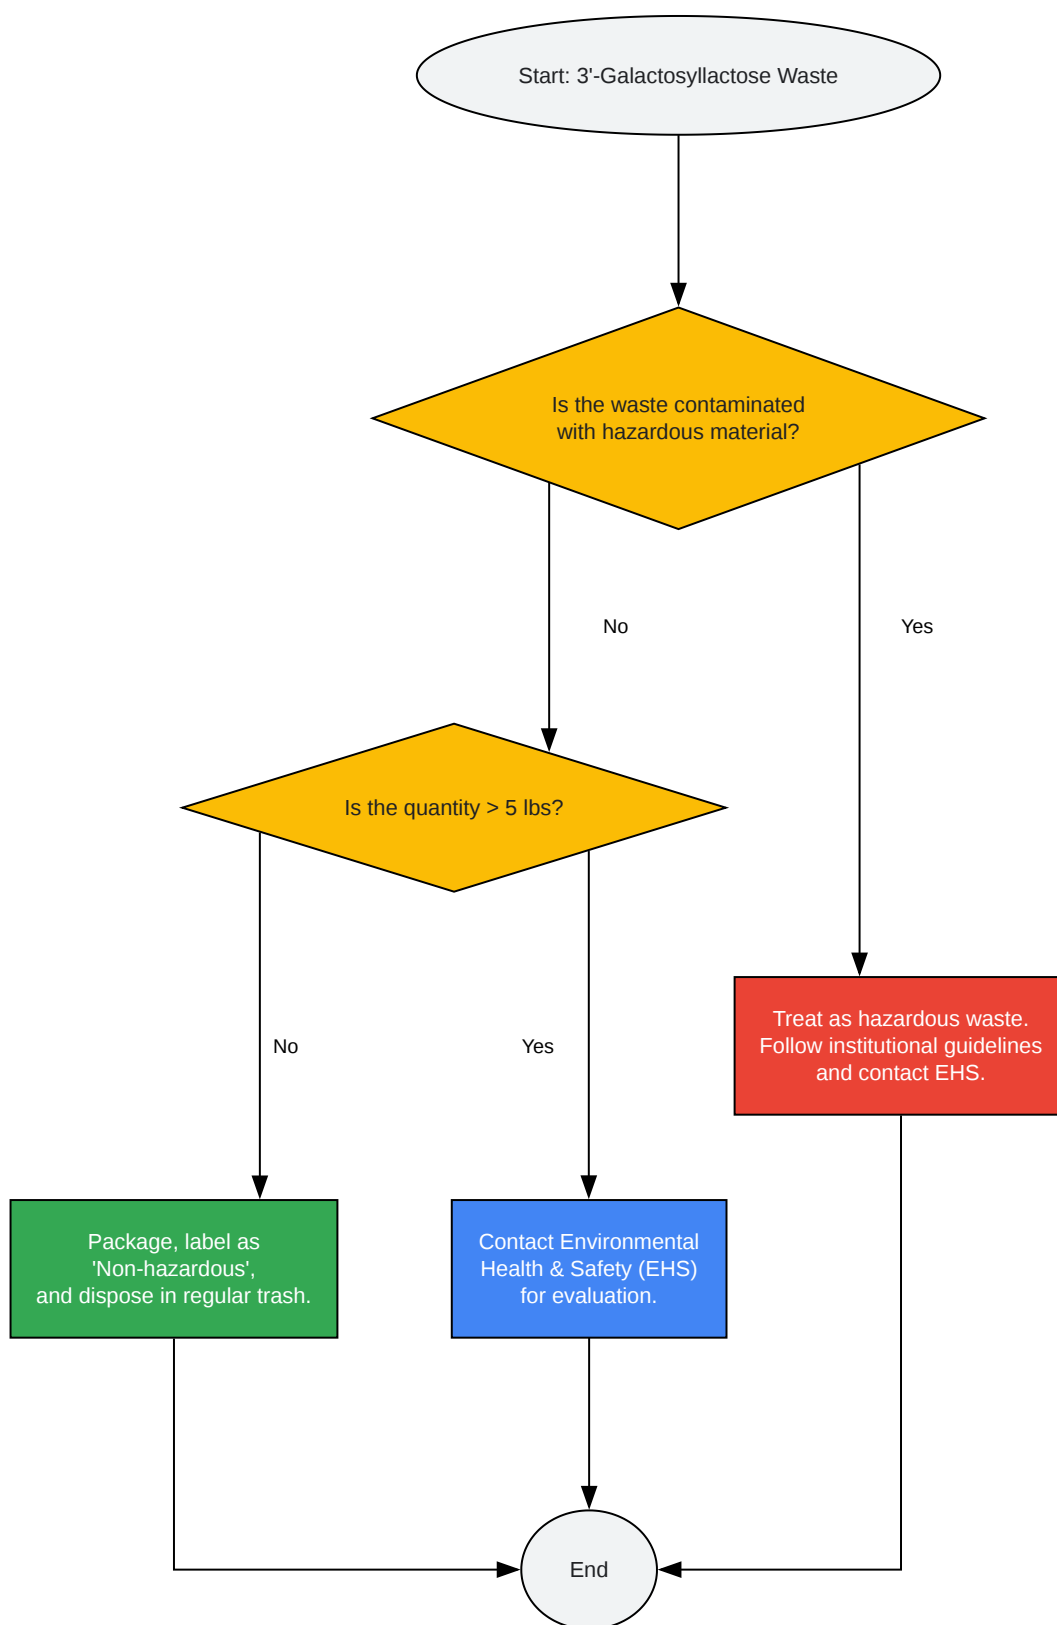 Start: 3'-Galactosyllactose Waste
Is the waste contaminated
with hazardous material?
No
Yes
Is the quantity > 5 lbs?
No
Yes
Treat as hazardous waste.
Follow institutional guidelines
and contact EHS.
Package, label as
'Non-hazardous',
and dispose in regular trash.
Contact Environmental
Health & Safety (EHS)
for evaluation.
End